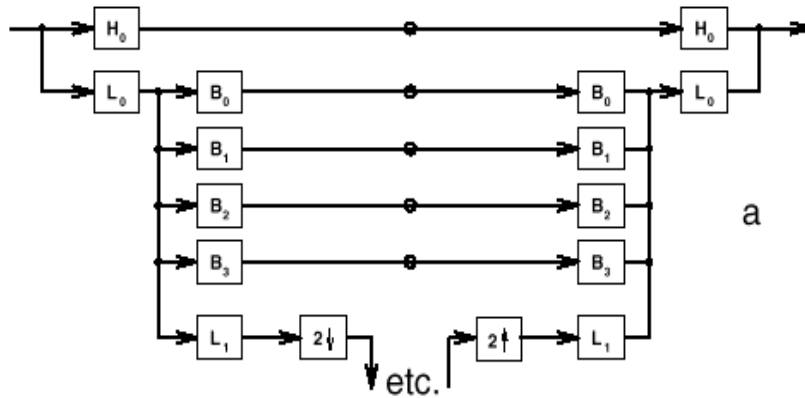 H₀ H₀
L₀ B₀ B₀ L₀
B₁ B₁
B₂ B₂
a
B₃ B₃
L₁ 2↓ 2↑ L₁
etc.